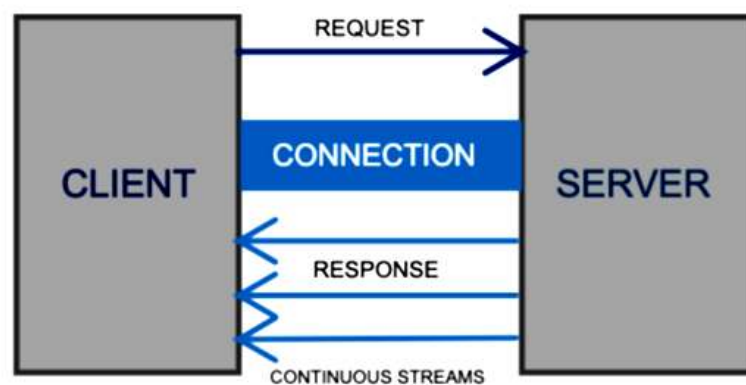 REQUEST
CONNECTION
CLIENT
SERVER
RESPONSE
CONTINUOUS STREAMS